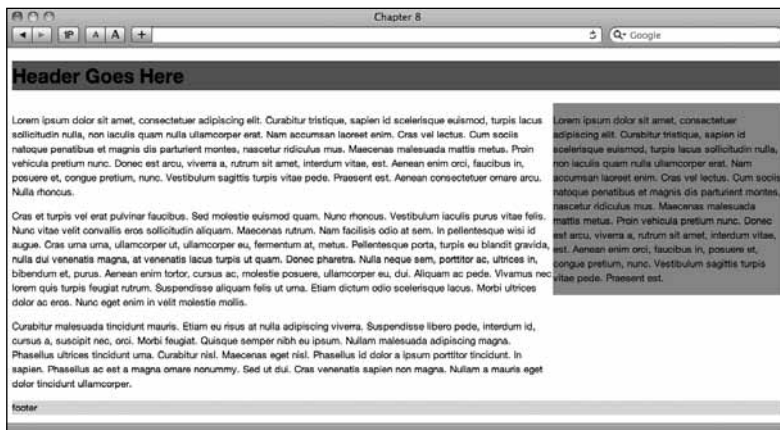 Chapter 8
1P A A + Google
Header Goes Here
Lorem ipsum dolor sit amet, consectetuer adipiscing elit. Curabitur tristique, sapien id scelerisque euismod, turpis lacus
sollicitudin nulla, non iaculis quam nulla ullamcorper erat. Nam accumsan laoreet enim. Cras vel lectus. Cum sociis
natoque penatibus et magnis dis parturient montes, nascetur ridiculus mus. Maecenas malesuada mattis metus. Proin
vehicula pretium nunc. Donec est arcu, viverra a, rutrum sit amet, interdum vitae, est. Aenean enim orci, faucibus in,
posuere et, congue pretium, nunc. Vestibulum sagittis turpis vitae pede. Praesent est. Aenean consectetuer ornare arcu.
Nulla rhoncus.
Cras et turpis vel erat pulvinar faucibus. Sed molestie euismod quam. Nunc rhoncus. Vestibulum iaculis purus vitae felis.
Nunc vitae velit convallis eros sollicitudin aliquam. Maecenas rutrum. Nam facilisis odio at sem. In pellentesque wisi id
augue. Cras urna urna, ullamcorper ut, ullamcorper eu, fermentum at, metus. Pellentesque porta, turpis eu blandit gravida,
nulla dui venenatis magna, at venenatis lacus turpis ut quam. Donec pharetra. Nulla neque sem, porttitor ac, ultrices in,
bibendum et, purus. Aenean enim tortor, cursus ac, molestie posuere, ullamcorper eu, dui. Aliquam ac pede. Vivamus nec
lorem quis turpis feugiat rutrum. Suspendisse aliquam felis ut urna. Etiam dictum odio scelerisque lacus. Morbi ultrices
dolor ac eros. Nunc eget enim in velit molestie mollis.
Curabitur malesuada tincidunt mauris. Etiam eu risus at nulla adipiscing viverra. Suspendisse libero pede, interdum id,
cursus a, suscipit nec, orci. Morbi feugiat. Quisque semper nibh eu ipsum. Nullam malesuada adipiscing magna.
Phasellus ultrices tincidunt urna. Curabitur nisl. Maecenas eget nisl. Phasellus id dolor a ipsum porttitor tincidunt. In
sapien. Phasellus ac est a magna ornare nonummy. Sed ut dui. Cras venenatis sapien non magna. Nullam a mauris eget
dolor tincidunt ullamcorper.
Lorem ipsum dolor sit amet, consectetuer
adipiscing elit. Curabitur tristique, sapien id
scelerisque euismod, turpis lacus sollicitudin nulla,
non iaculis quam nulla ullamcorper erat. Nam
accumsan laoreet enim. Cras vel lectus. Cum sociis
natoque penatibus et magnis dis parturient montes,
nascetur ridiculus mus. Maecenas malesuada
mattis metus. Proin vehicula pretium nunc. Donec
est arcu, viverra a, rutrum sit amet, interdum vitae,
est. Aenean enim orci, faucibus in, posuere et,
congue pretium, nunc. Vestibulum sagittis turpis
vitae pede. Praesent est.
footer